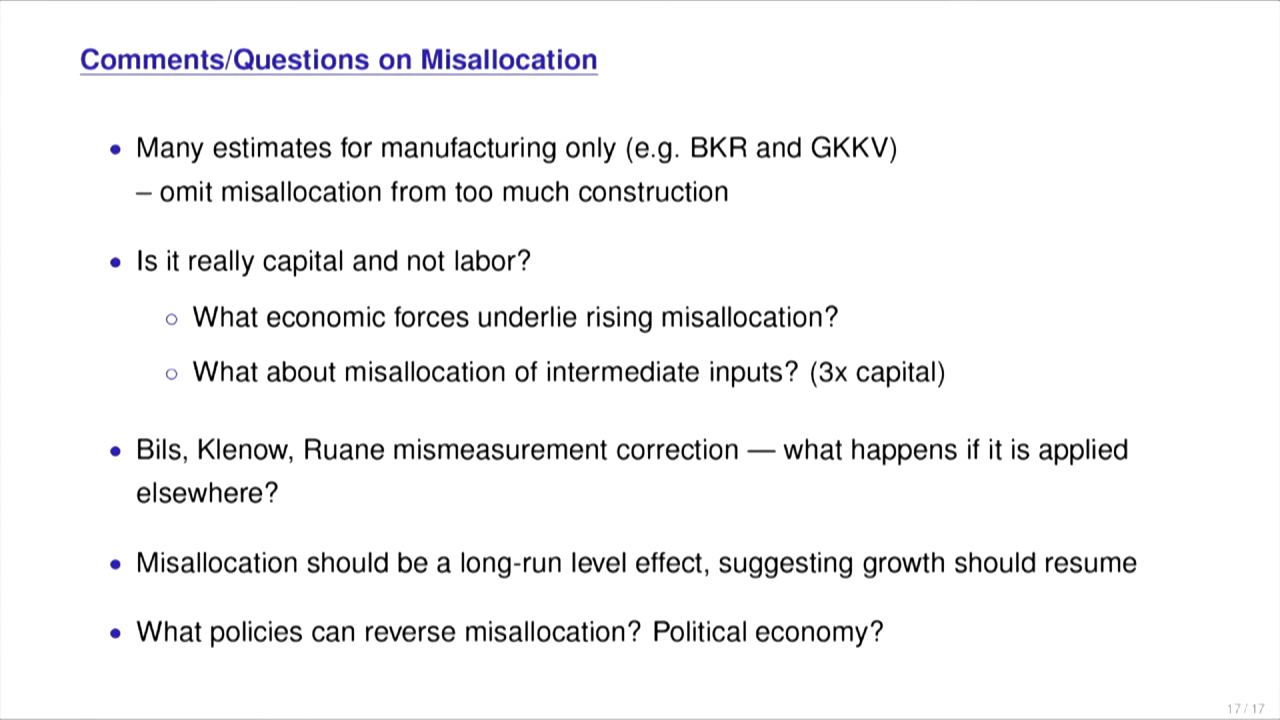 Comments/Questions on Misallocation
• Many estimates for manufacturing only (e.g. BKR and GKKV)
– omit misallocation from too much construction
• Is it really capital and not labor?
○ What economic forces underlie rising misallocation?
○ What about misallocation of intermediate inputs? (3x capital)
• Bils, Klenow, Ruane mismeasurement correction — what happens if it is applied
elsewhere?
• Misallocation should be a long-run level effect, suggesting growth should resume
• What policies can reverse misallocation? Political economy?
17 / 17